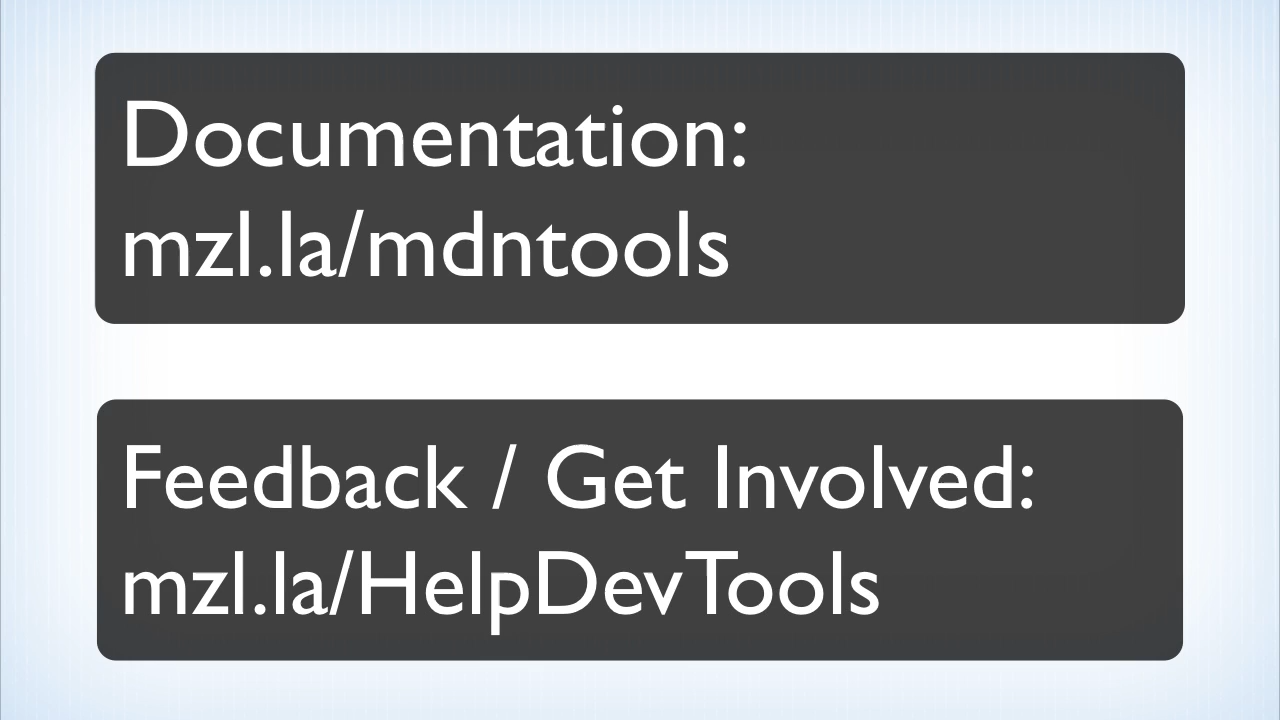 Documentation:
mzl.la/mdntools
Feedback / Get Involved:
mzl.la/HelpDevTools